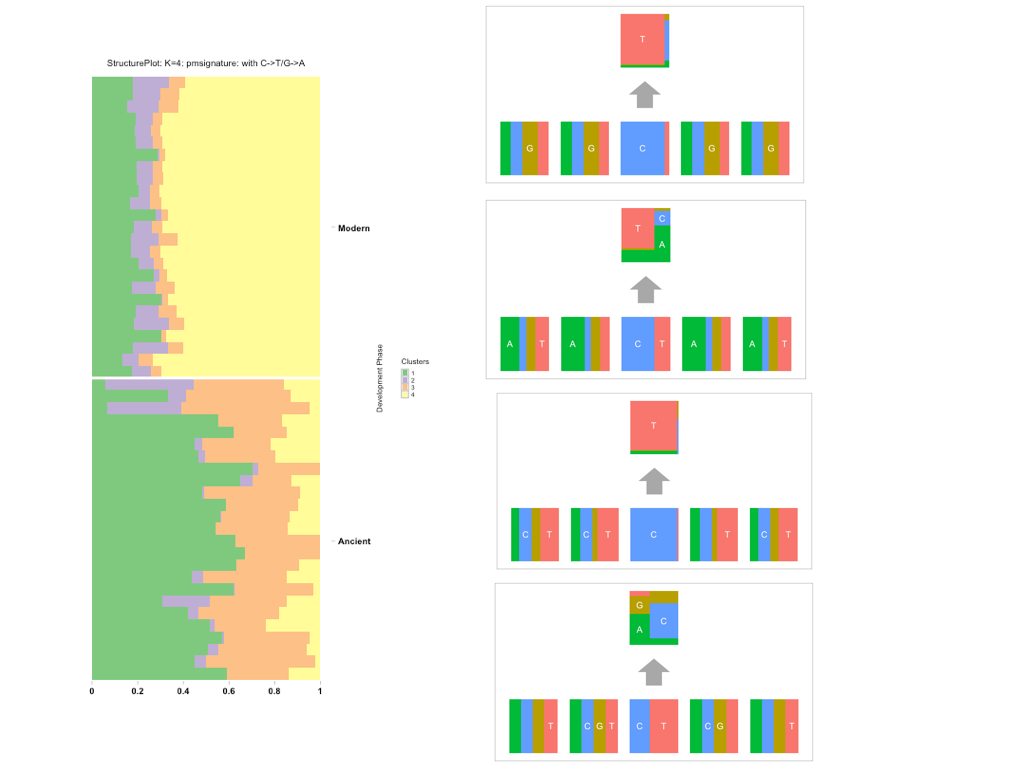 StructurePlot: K=4: pmsignature: with C->T/G->A
Modern
Ancient
0 0.2 0.4 0.6 0.8 1
Development Phase
Clusters
1
2
3
4
T
G G C G G
T C
A
A T A C T A A T
T
C T C T C T C T
G
C
A
T C G T C T C G T